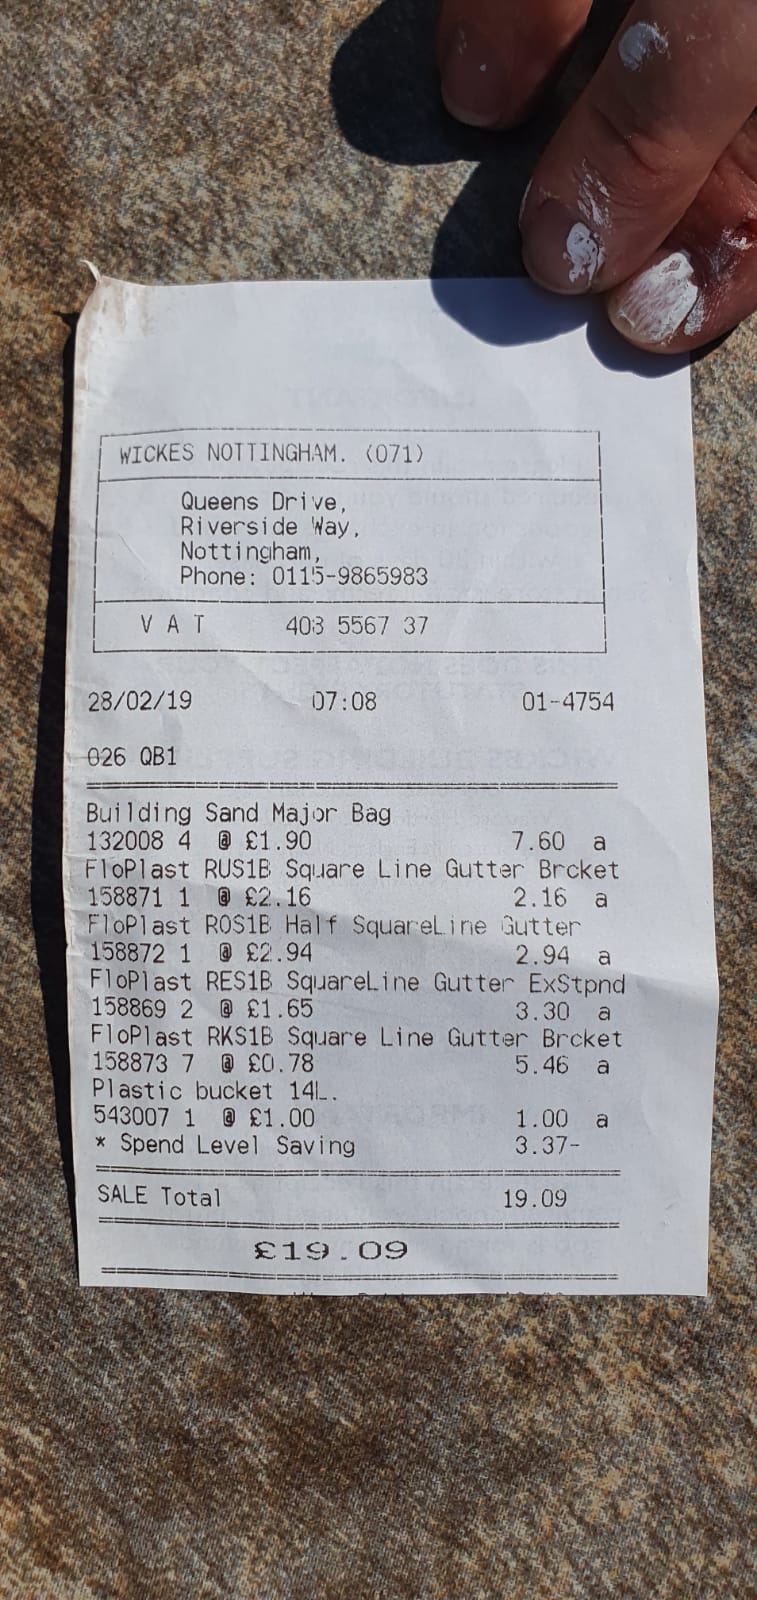 WICKES NOTTINGHAM. (071)
Queens Drive,
Riverside Way,
Nottingham,
Phone: 0115-9865983
V A T 403 5567 37
28/02/19 07:08 01-4754
026 QB1
Building Sand Major Bag
132008 4 @ £1.90 7.60 a
FloPlast RUS1B Square Line Gutter Brcket
158871 1 @ £2.16 2.16 a
FloPlast ROS1B Half SquareLine Gutter
158872 1 @ £2.94 2.94 a
FloPlast RES1B SquareLine Gutter ExStpnd
158869 2 @ £1.65 3.30 a
FloPlast RKS1B Square Line Gutter Brcket
158873 7 @ £0.78 5.46 a
Plastic bucket 14L.
543007 1 @ £1.00 1.00 a
* Spend Level Saving 3.37-
SALE Total 19.09
£19.09